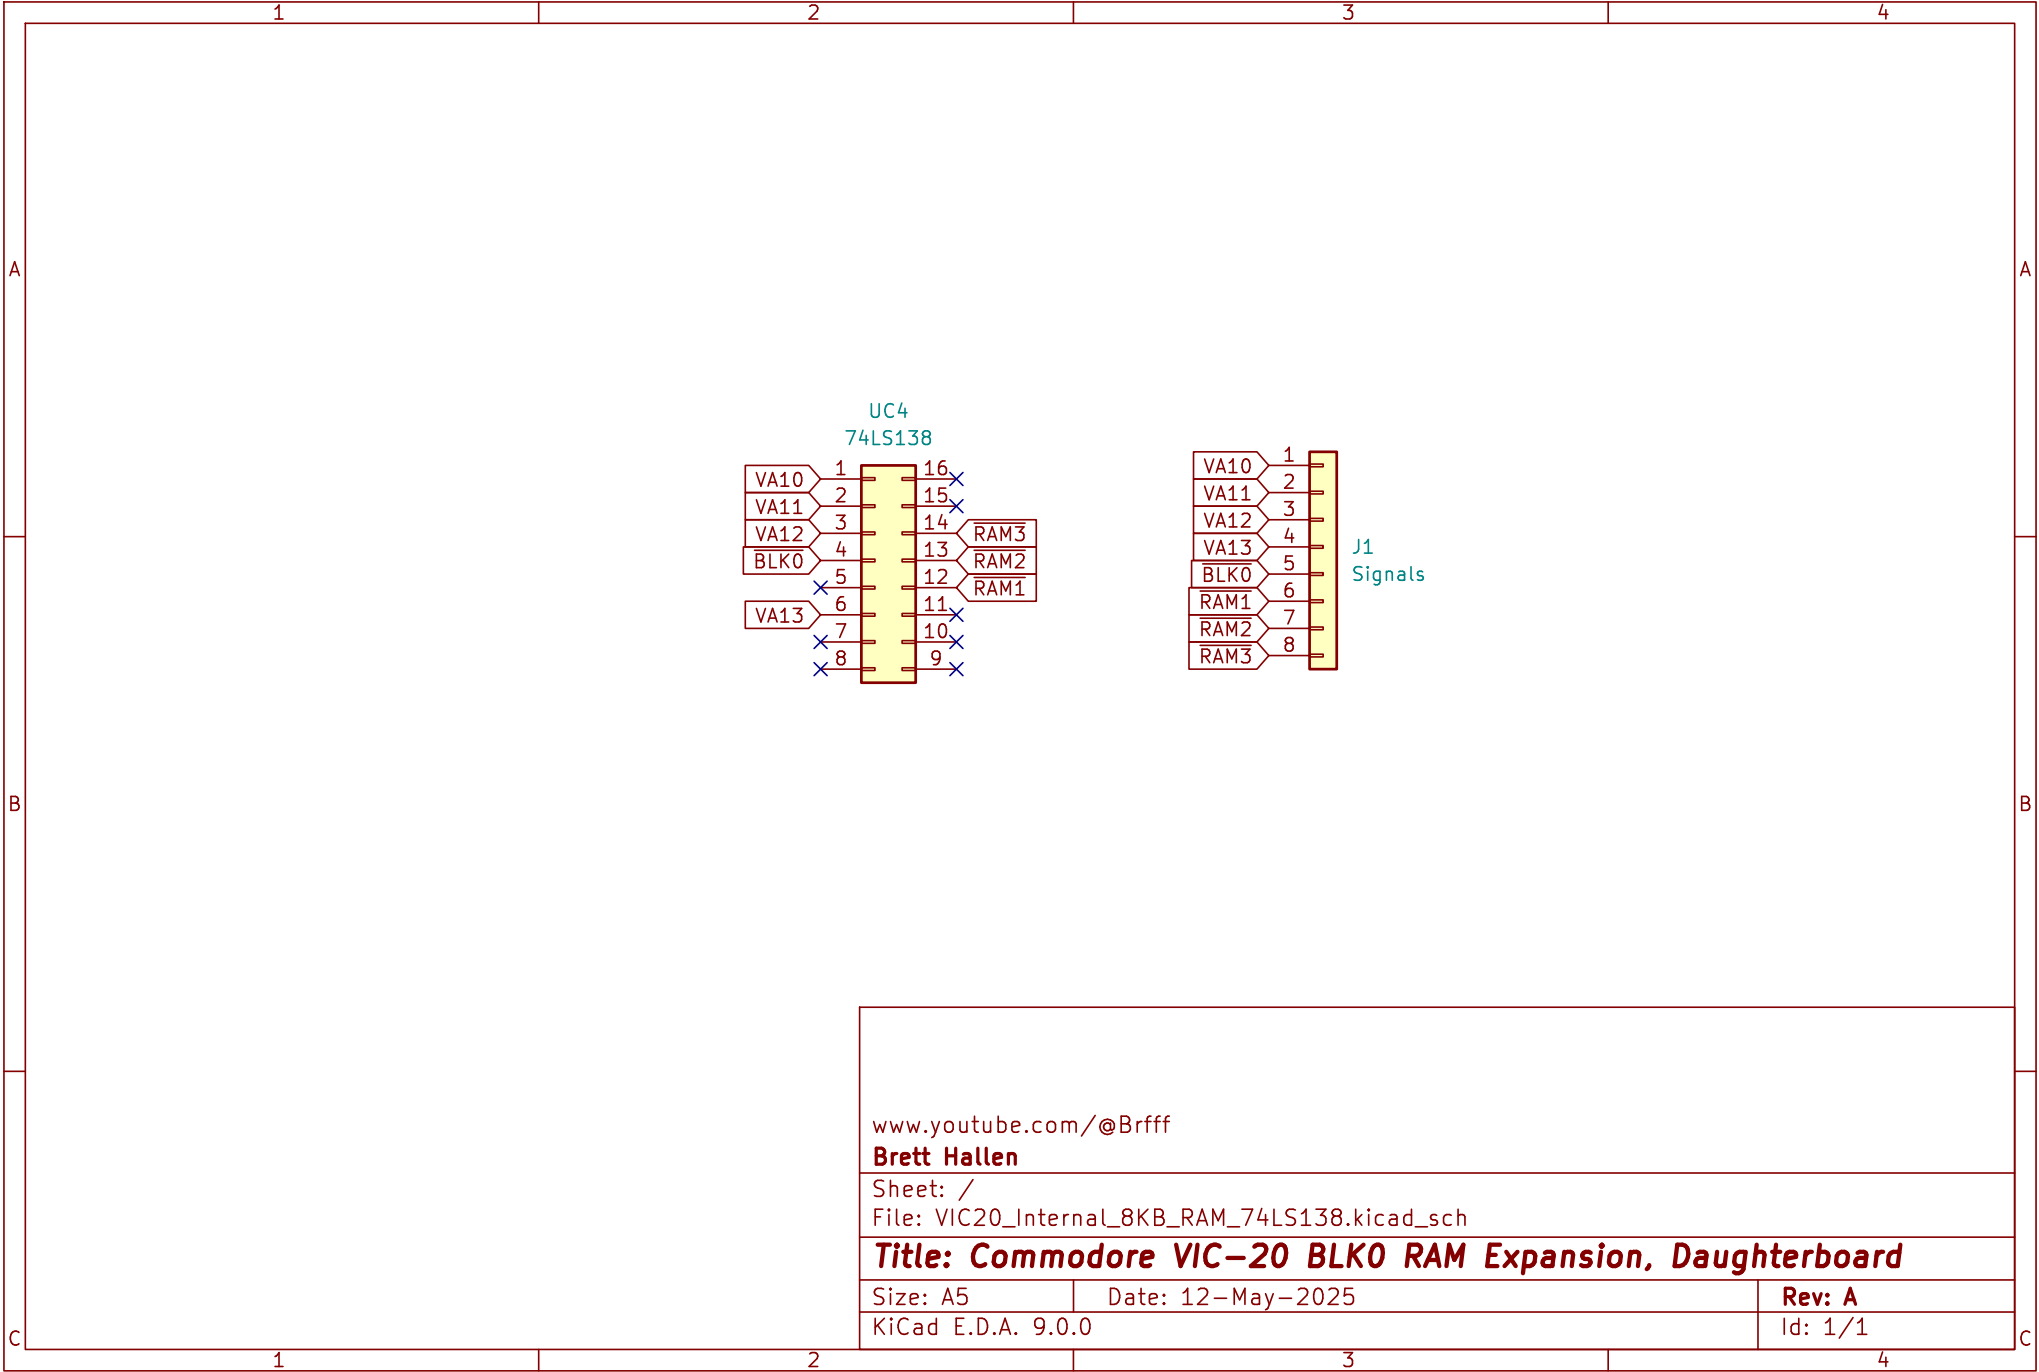 1 2 3 4
A A
UC4
74LS138
VA10 1 16
VA11 2 15
VA12 3 14 RAM3
BLK0 4 13 RAM2
5 12 RAM1
VA13 6 11
7 10
8 9
VA10 1
VA11 2
VA12 3
VA13 4
BLK0 5
RAM1 6
RAM2 7
RAM3 8
J1
Signals
B B
www.youtube.com/@Brfff
Brett Hallen
Sheet: /
File: VIC20_Internal_8KB_RAM_74LS138.kicad_sch
Title: Commodore VIC-20 BLK0 RAM Expansion, Daughterboard
Size: A5 Date: 12-May-2025 Rev: A
KiCad E.D.A. 9.0.0 Id: 1/1
C C
1 2 3 4